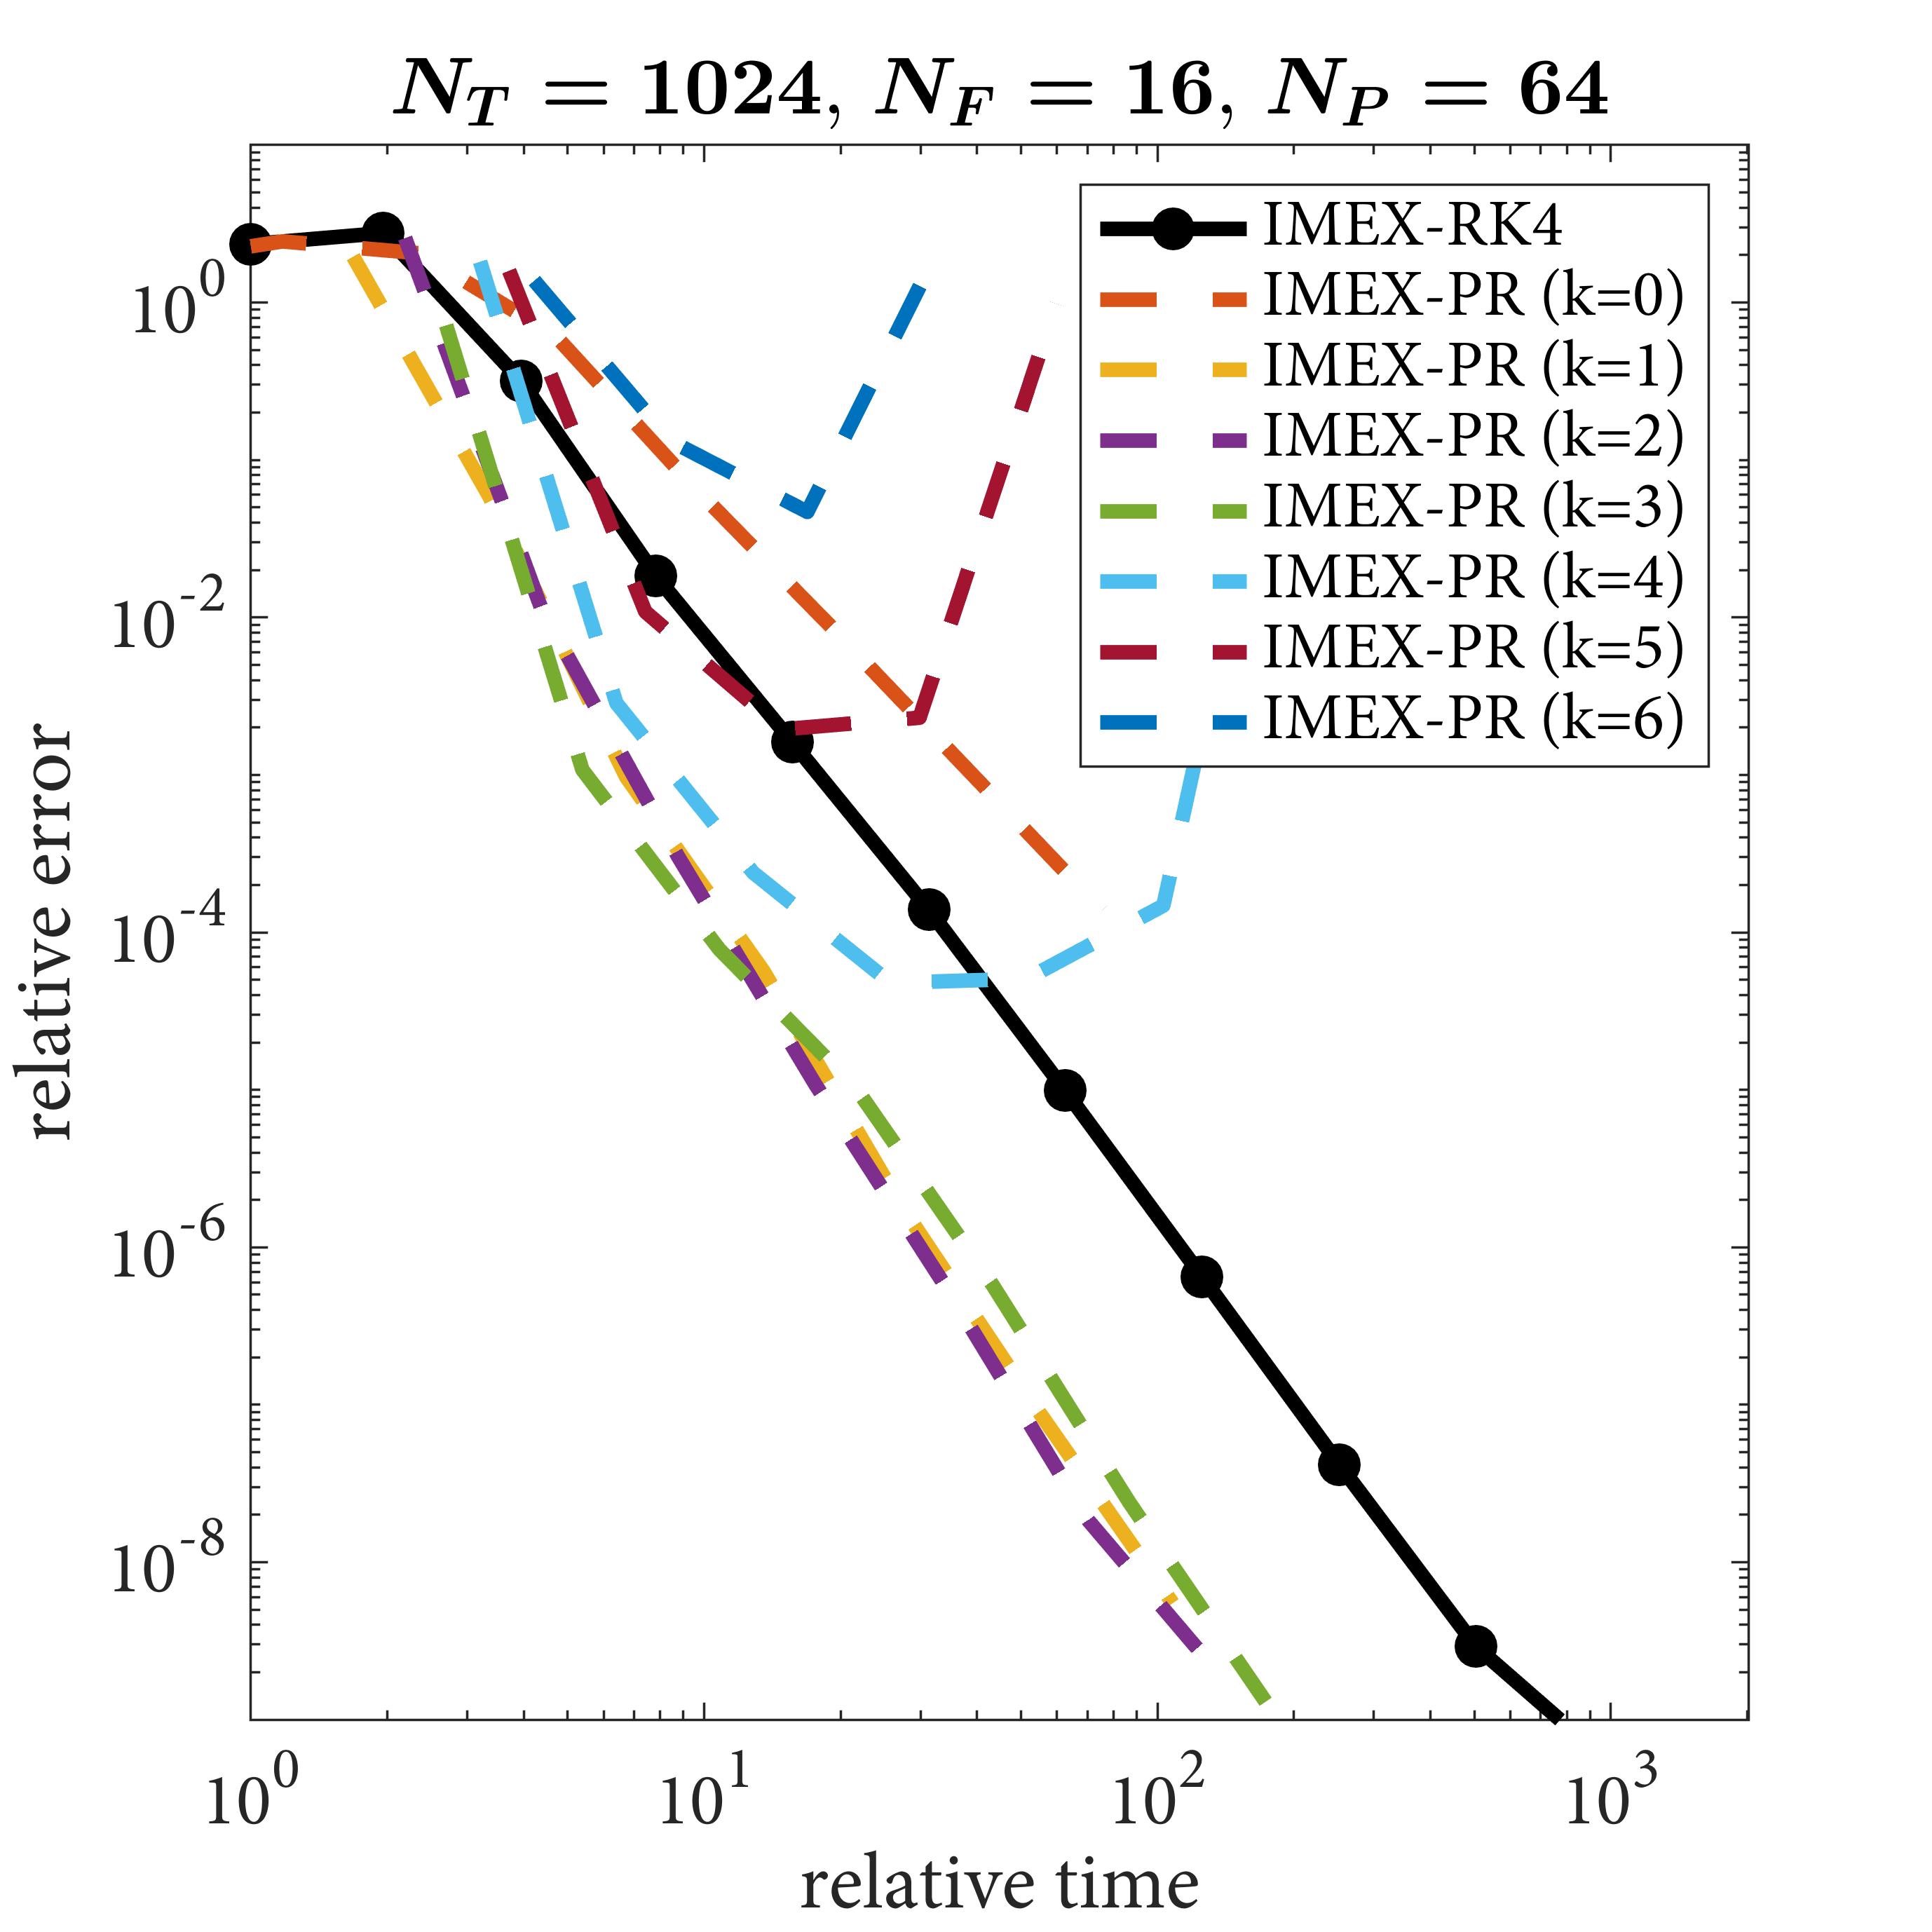 N_T = 1024, N_F = 16, N_P = 64
IMEX-RK4
IMEX-PR (k=0)
IMEX-PR (k=1)
IMEX-PR (k=2)
IMEX-PR (k=3)
IMEX-PR (k=4)
IMEX-PR (k=5)
IMEX-PR (k=6)
relative error
10^0
10^-2
10^-4
10^-6
10^-8
10^0 10^1 10^2 10^3
relative time